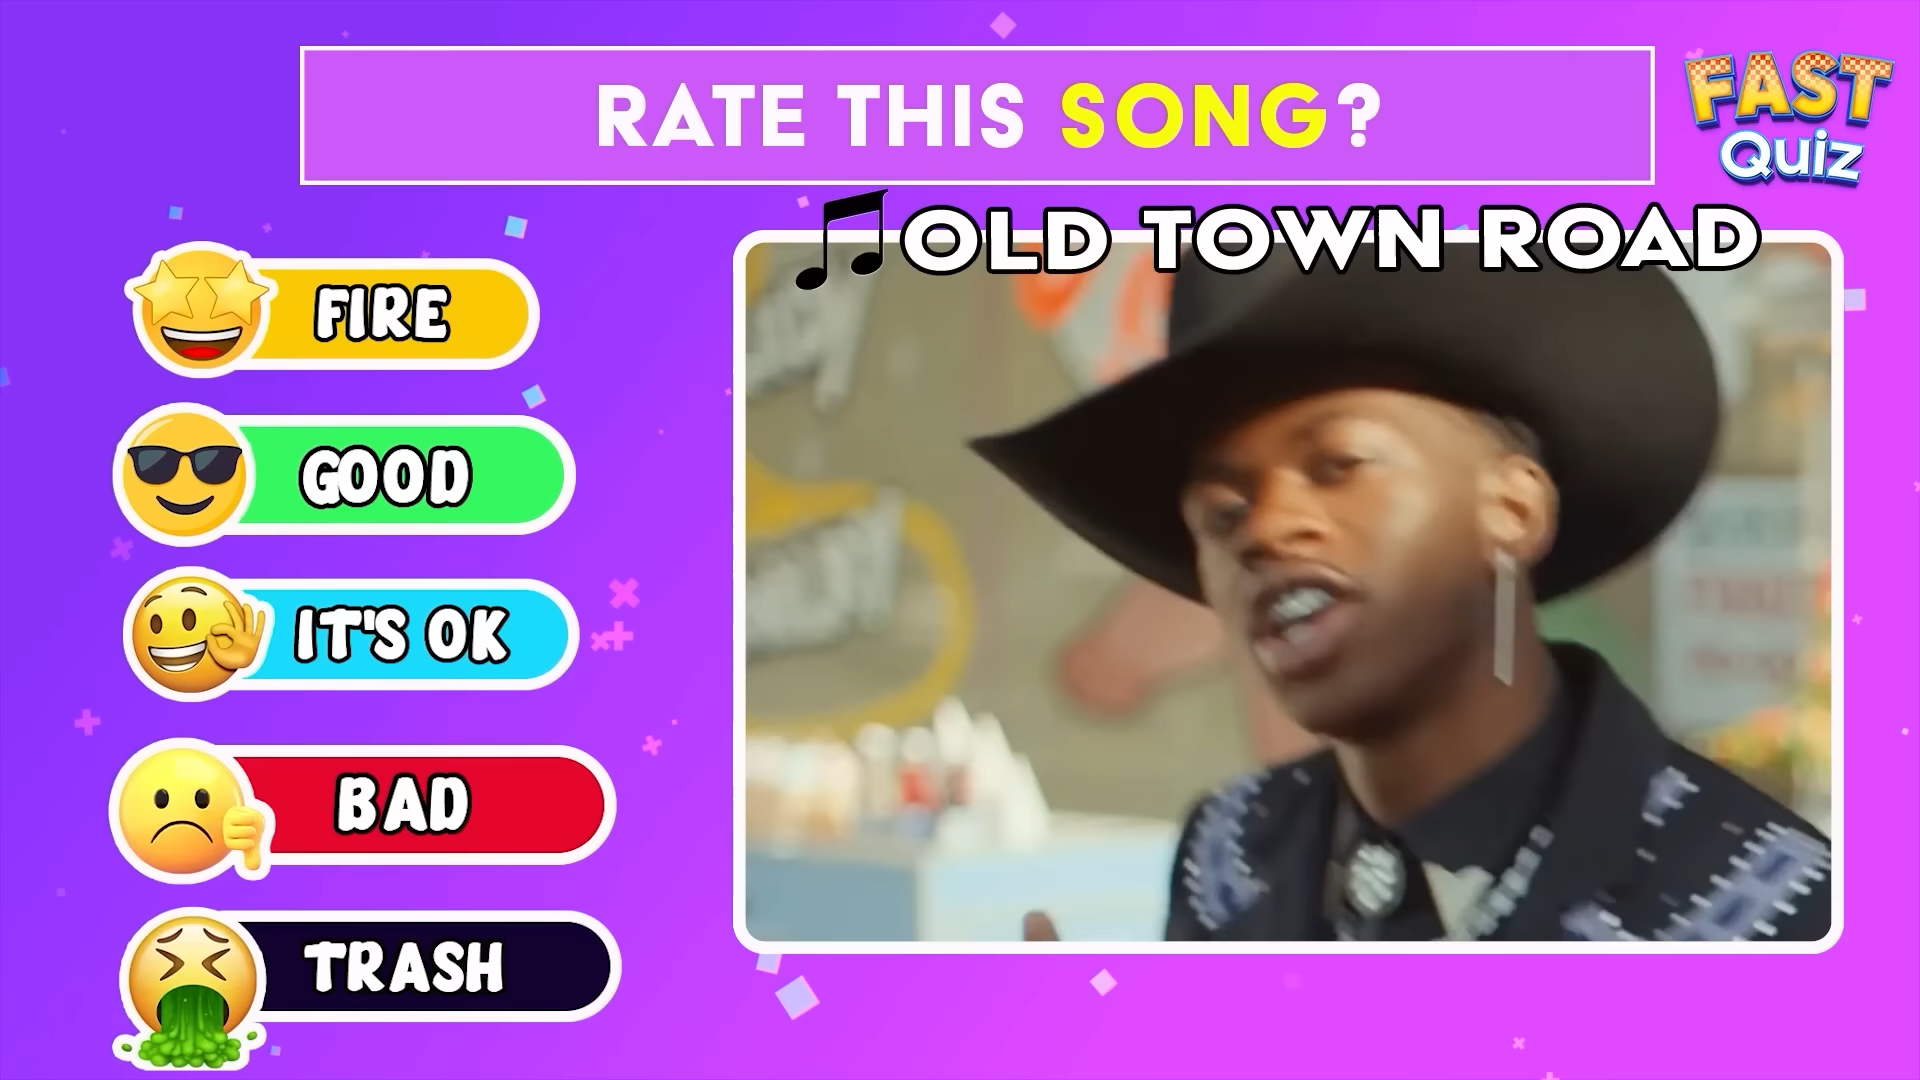 RATE THIS SONG?
FAST
Quiz
OLD TOWN ROAD
FIRE
GOOD
IT'S OK
BAD
TRASH